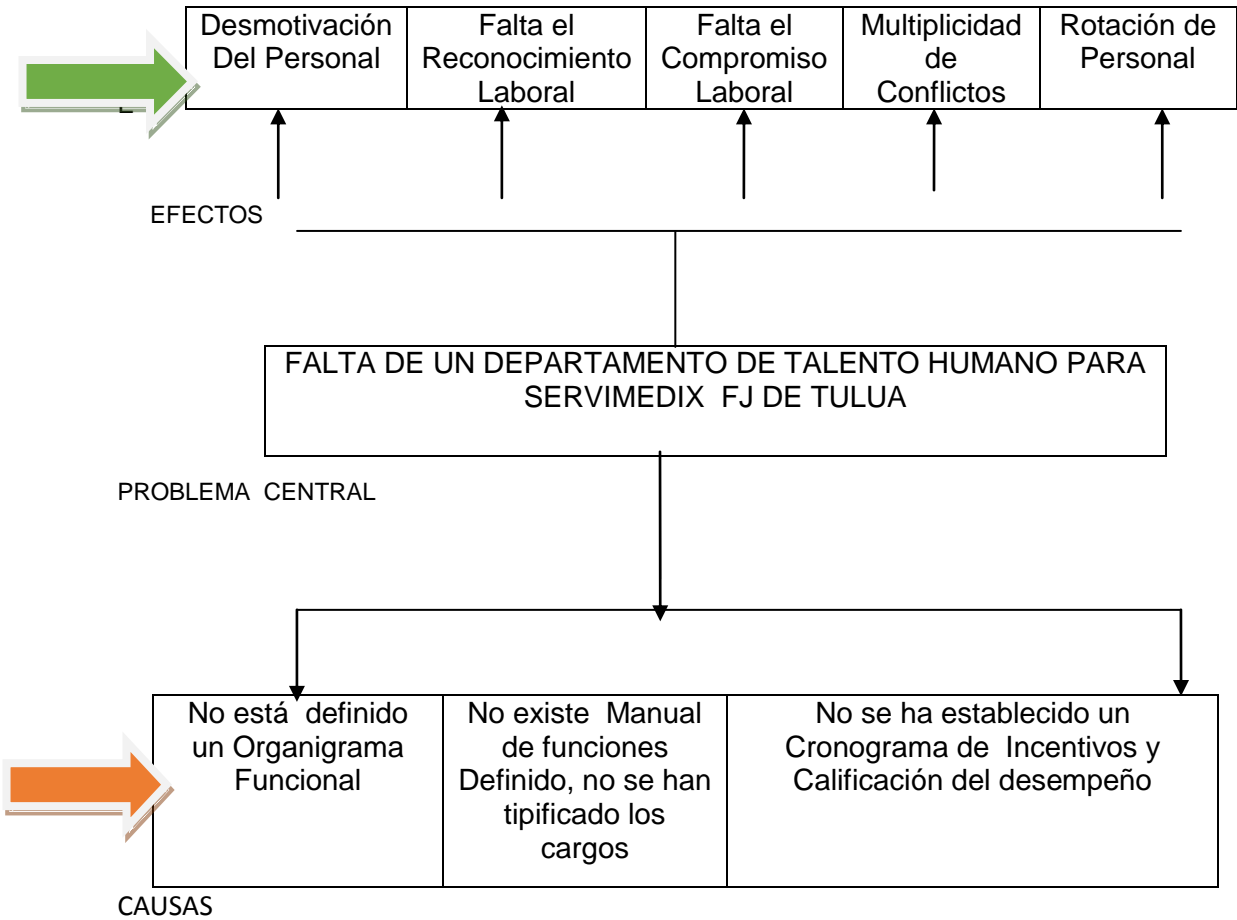 Desmotivación
Del Personal
Falta el
Reconocimiento
Laboral
Falta el
Compromiso
Laboral
Multiplicidad
de
Conflictos
Rotación de
Personal
EFECTOS
FALTA DE UN DEPARTAMENTO DE TALENTO HUMANO PARA
SERVIMEDIX FJ DE TULUA
PROBLEMA CENTRAL
No está definido
un Organigrama
Funcional
No existe Manual
de funciones
Definido, no se han
tipificado los
cargos
No se ha establecido un
Cronograma de Incentivos y
Calificación del desempeño
CAUSAS